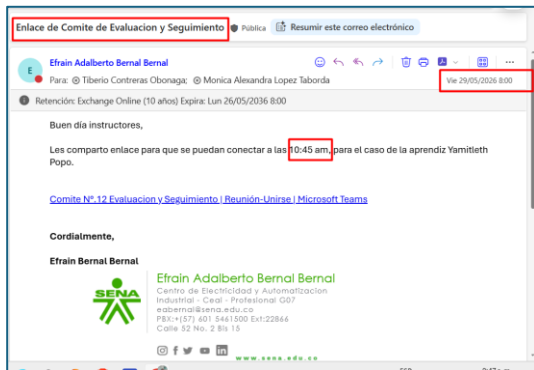 Enlace de Comite de Evaluacion y Seguimiento Pública Resumir este correo electrónico
E
Efrain Adalberto Bernal Bernal
Para: Tiberio Contreras Obonaga; Monica Alexandra Lopez Taborda
Vie 29/05/2026 8:00
Retención: Exchange Online (10 años) Expira: Lun 26/05/2036 8:00
Buen día instructores,
Les comparto enlace para que se puedan conectar a las 10:45 am, para el caso de la aprendiz Yamitleth
Popo.
Comite N°.12 Evaluacion y Seguimiento | Reunión-Unirse | Microsoft Teams
Cordialmente,
Efrain Bernal Bernal
SENA
Efrain Adalberto Bernal Bernal
Centro de Electricidad y Automatizacion
Industrial - Ceai - Profesional G07
eabernal@sena.edu.co
PBX:+(57) 601 5461500 Ext:22866
Calle 52 No. 2 Bis 15
www.sena.edu.co